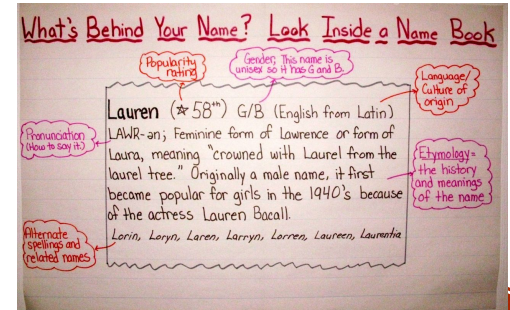 What's Behind Your Name? Look Inside a Name Book
Popularity
rating
Gender; This name is
unisex so it has G and B.
Language/
Culture of
origin
Pronunciation
(How to say it.)
Lauren (☆ 58th) G/B (English from Latin)
LAWR-ən; Feminine form of Lawrence or form of
Laura, meaning "crowned with Laurel from the
laurel tree." Originally a male name, it first
became popular for girls in the 1940's because
of the actress Lauren Bacall.
Lorin, Loryn, Laren, Larryn, Lorren, Laureen, Laurentia
Etymology=
the history
and meanings
of the name
Alternate
spellings and
related names